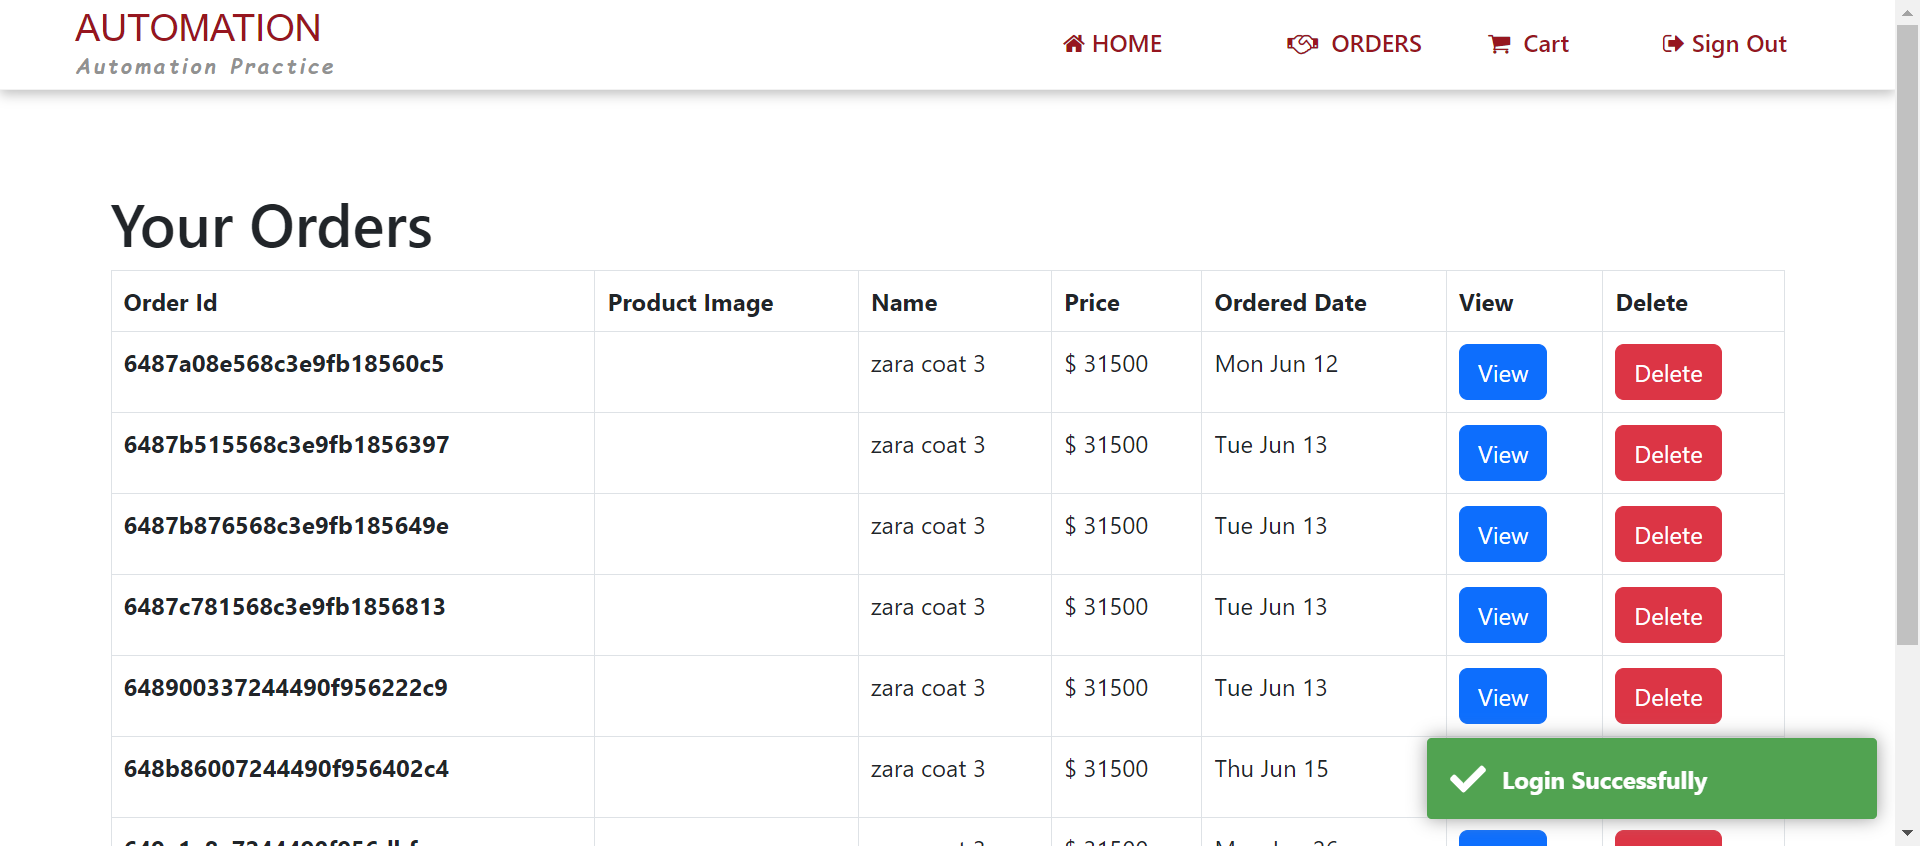 AUTOMATION
Automation Practice
HOME ORDERS Cart Sign Out
Your Orders
Order Id Product Image Name Price Ordered Date View Delete
6487a08e568c3e9fb18560c5 zara coat 3 $ 31500 Mon Jun 12 View Delete
6487b515568c3e9fb1856397 zara coat 3 $ 31500 Tue Jun 13 View Delete
6487b876568c3e9fb185649e zara coat 3 $ 31500 Tue Jun 13 View Delete
6487c781568c3e9fb1856813 zara coat 3 $ 31500 Tue Jun 13 View Delete
648900337244490f956222c9 zara coat 3 $ 31500 Tue Jun 13 View Delete
648b86007244490f956402c4 zara coat 3 $ 31500 Thu Jun 15
Login Successfully